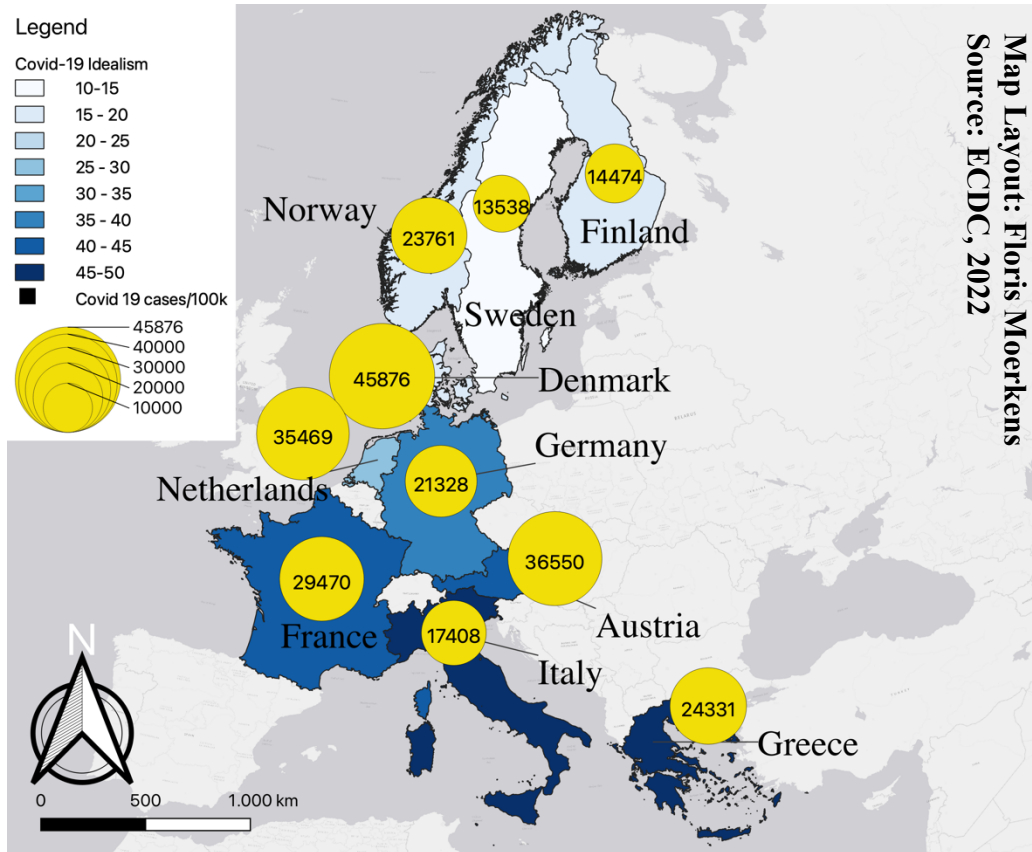 Legend
Covid-19 Idealism
10-15
15 - 20
20 - 25
25 - 30
30 - 35
35 - 40
40 - 45
45-50
Covid 19 cases/100k
45876
40000
30000
20000
10000
Map Layout: Floris Moerkens
Source: ECDC, 2022
14474
13538
Norway
23761
Finland
Sweden
45876
Denmark
35469
Germany
21328
Netherlands
36550
29470
Austria
France
17408
Italy
24331
Greece
N
0 500 1.000 km